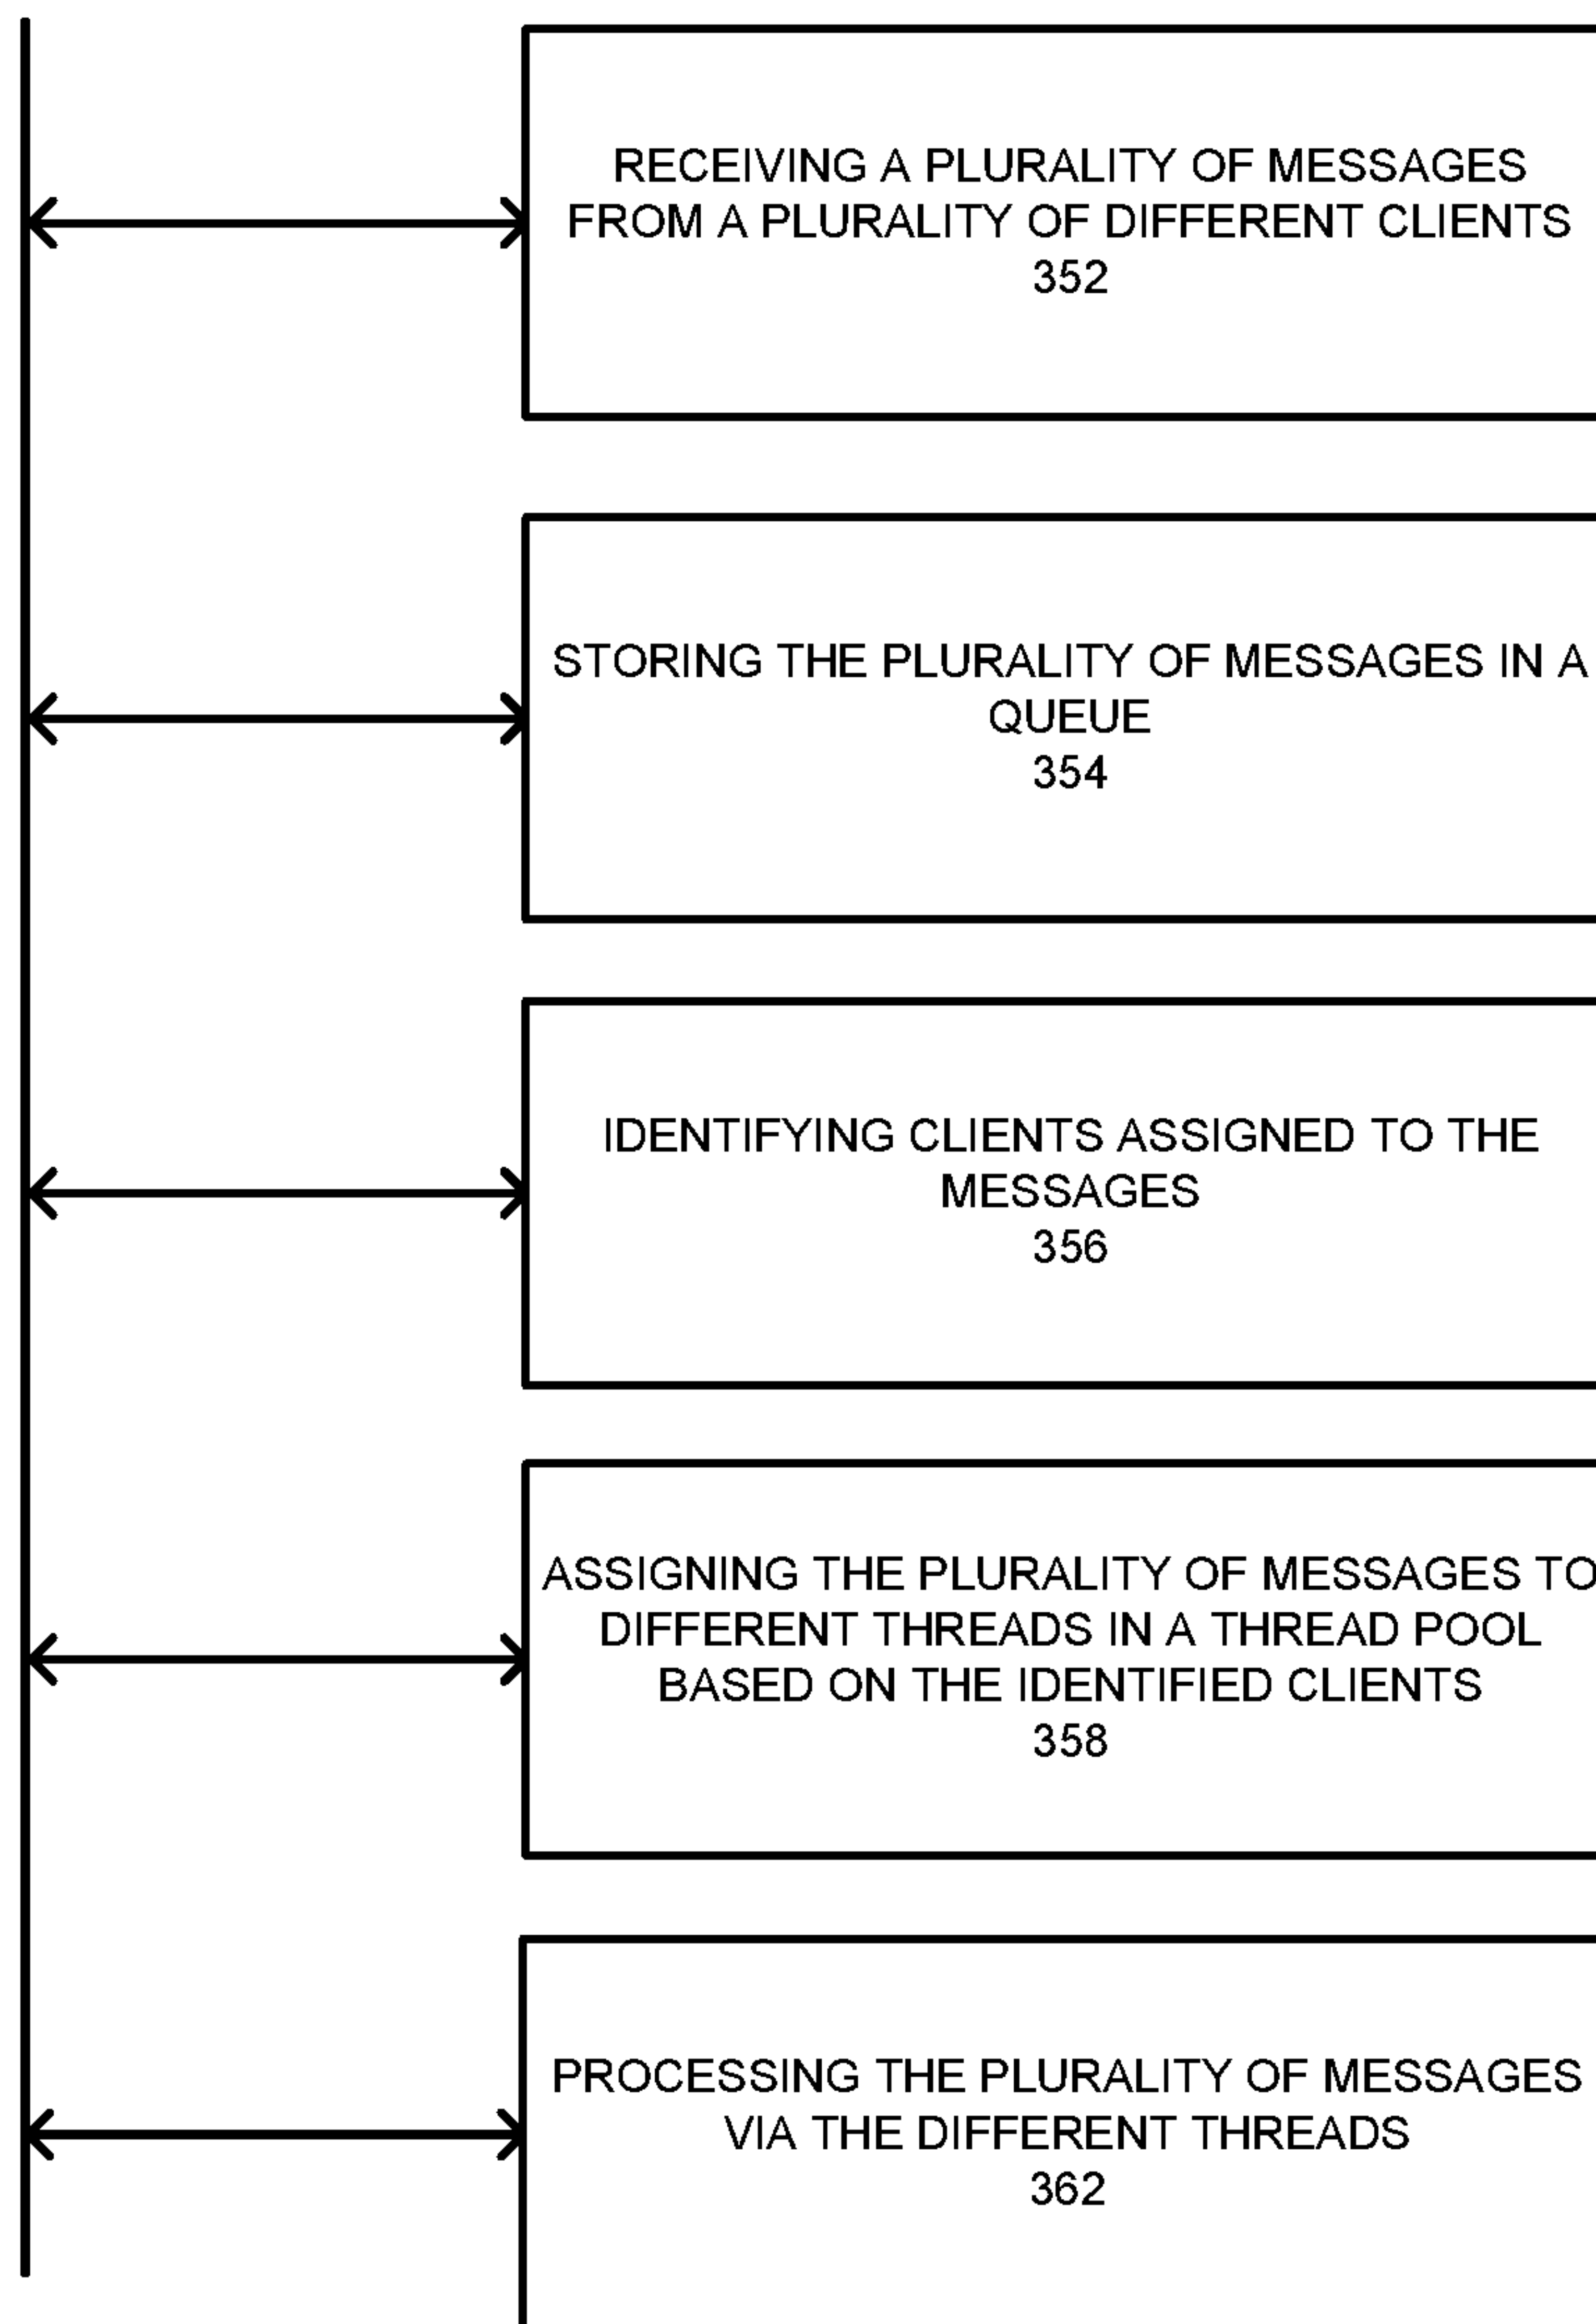 RECEIVING A PLURALITY OF MESSAGES
FROM A PLURALITY OF DIFFERENT CLIENTS
352
STORING THE PLURALITY OF MESSAGES IN A
QUEUE
354
IDENTIFYING CLIENTS ASSIGNED TO THE
MESSAGES
356
ASSIGNING THE PLURALITY OF MESSAGES TO
DIFFERENT THREADS IN A THREAD POOL
BASED ON THE IDENTIFIED CLIENTS
358
PROCESSING THE PLURALITY OF MESSAGES
VIA THE DIFFERENT THREADS
362